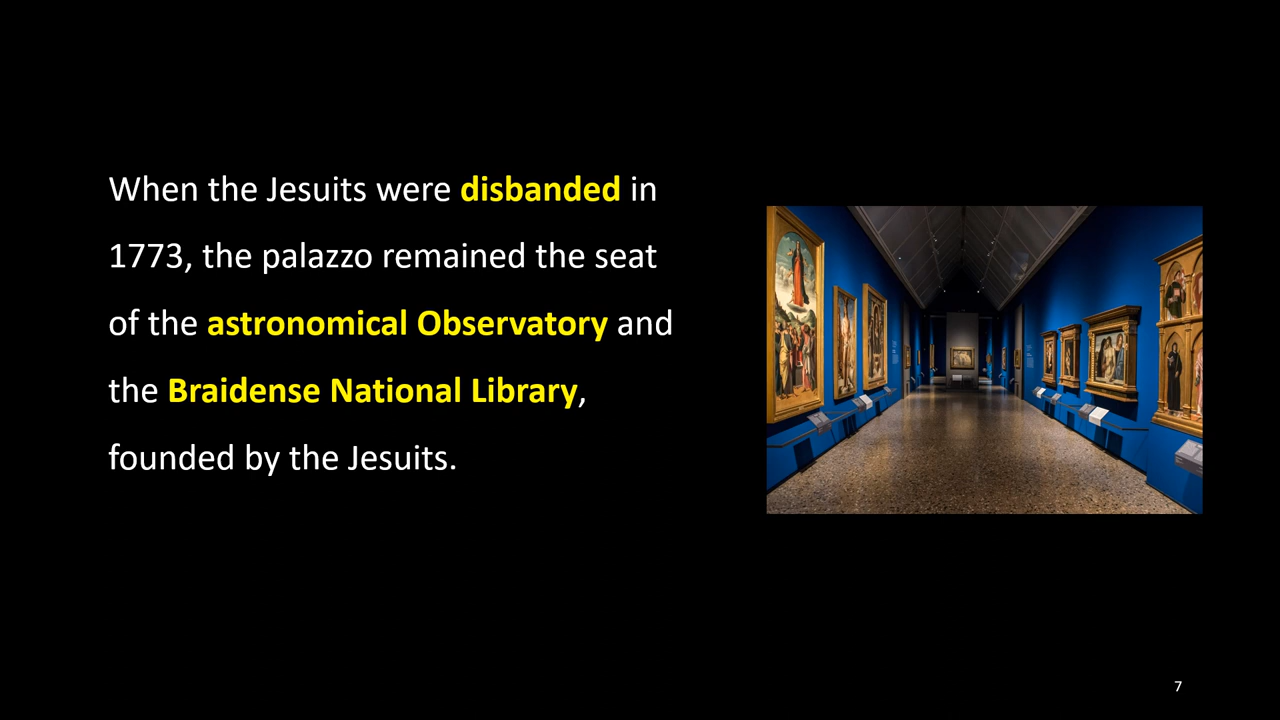 When the Jesuits were disbanded in
1773, the palazzo remained the seat
of the astronomical Observatory and
the Braidense National Library,
founded by the Jesuits.
7